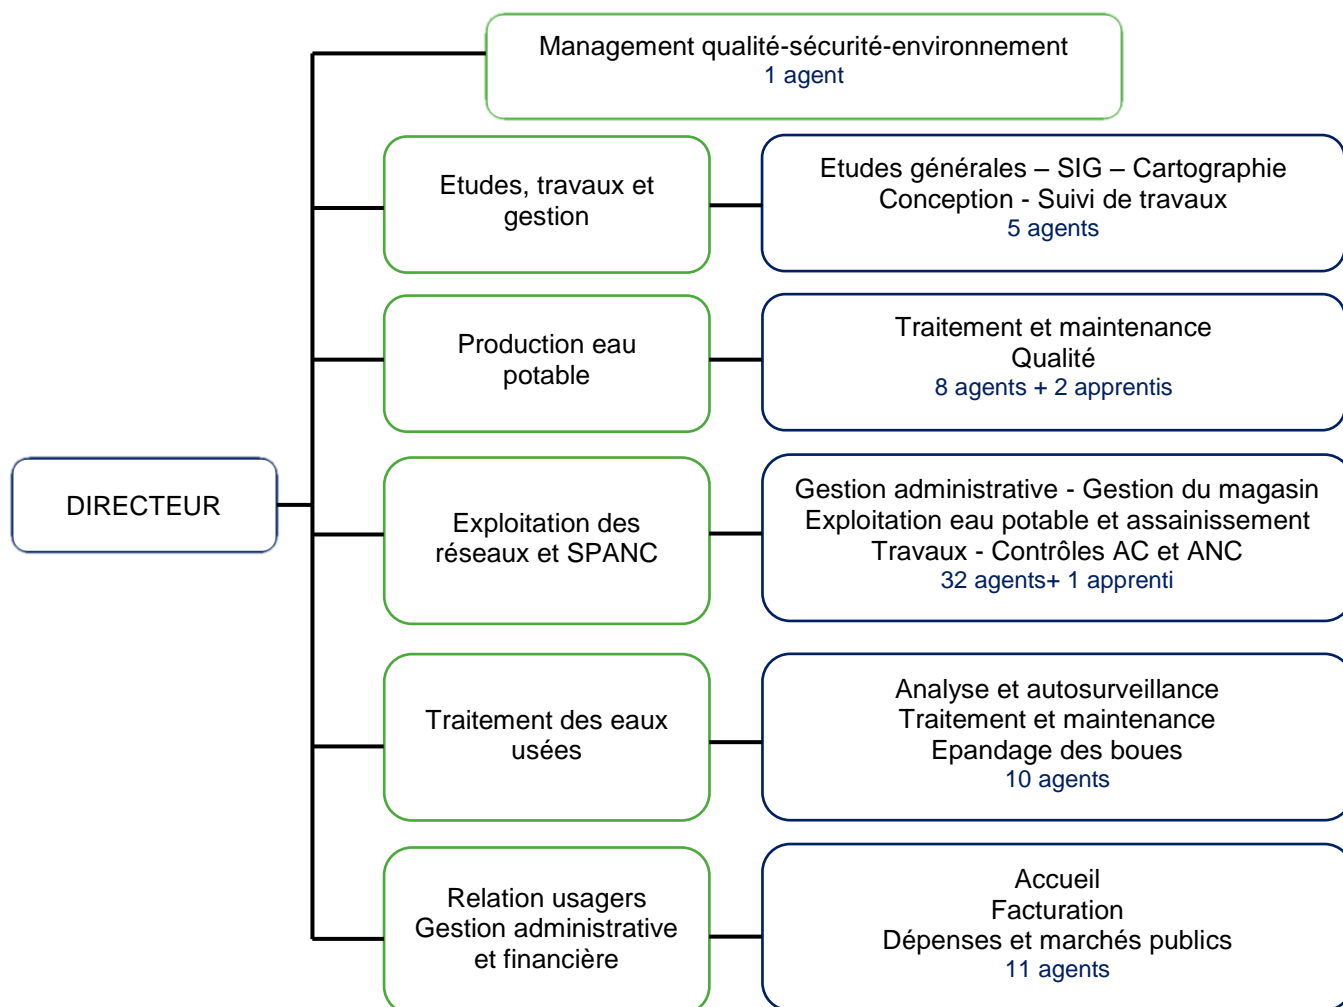 Management qualité-sécurité-environnement
1 agent
Etudes, travaux et
gestion
Etudes générales – SIG – Cartographie
Conception - Suivi de travaux
5 agents
Production eau
potable
Traitement et maintenance
Qualité
8 agents + 2 apprentis
DIRECTEUR
Exploitation des
réseaux et SPANC
Gestion administrative - Gestion du magasin
Exploitation eau potable et assainissement
Travaux - Contrôles AC et ANC
32 agents+ 1 apprenti
Traitement des eaux
usées
Analyse et autosurveillance
Traitement et maintenance
Epandage des boues
10 agents
Relation usagers
Gestion administrative
et financière
Accueil
Facturation
Dépenses et marchés publics
11 agents